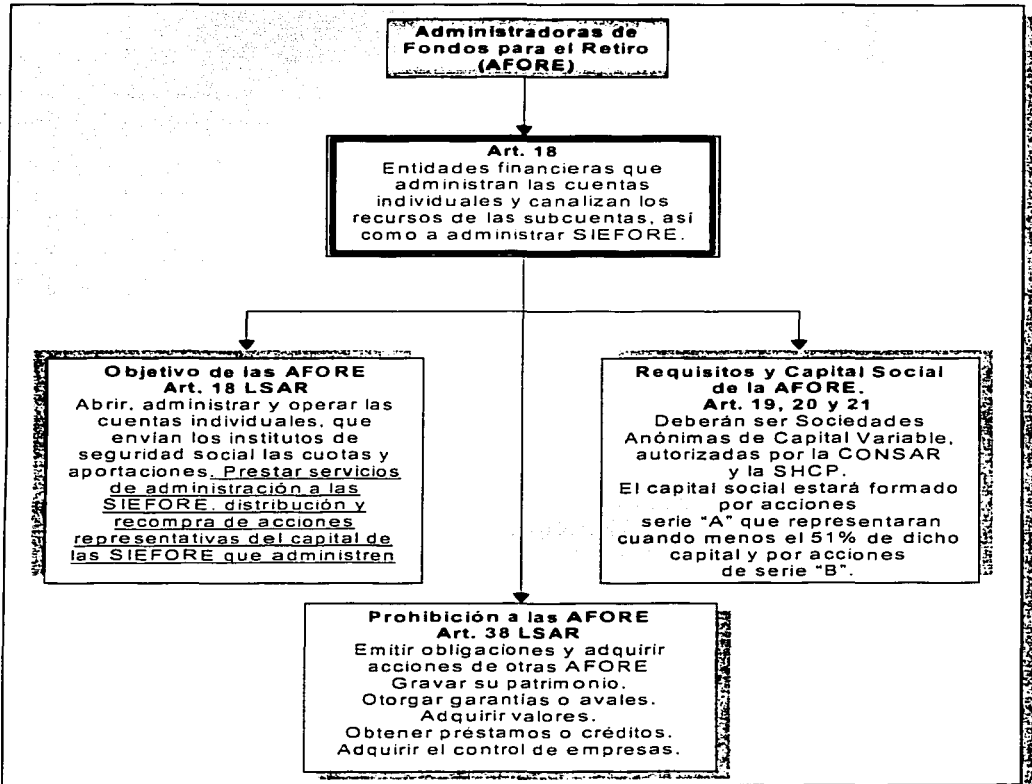 Administradoras de
Fondos para el Retiro
(AFORE)
Art. 18
Entidades financieras que
administran las cuentas
individuales y canalizan los
recursos de las subcuentas, así
como a administrar SIEFORE.
Objetivo de las AFORE
Art. 18 LSAR
Abrir, administrar y operar las
cuentas individuales, que
envían los institutos de
seguridad social las cuotas y
aportaciones. Prestar servicios
de administración a las
SIEFORE, distribución y
recompra de acciones
representativas del capital de
las SIEFORE que administren
Requisitos y Capital Social
de la AFORE.
Art. 19, 20 y 21
Deberán ser Sociedades
Anónimas de Capital Variable,
autorizadas por la CONSAR
y la SHCP.
El capital social estará formado
por acciones
serie "A" que representaran
cuando menos el 51% de dicho
capital y por acciones
de serie "B".
Prohibición a las AFORE
Art. 38 LSAR
Emitir obligaciones y adquirir
acciones de otras AFORE
Gravar su patrimonio.
Otorgar garantías o avales.
Adquirir valores.
Obtener préstamos o créditos.
Adquirir el control de empresas.